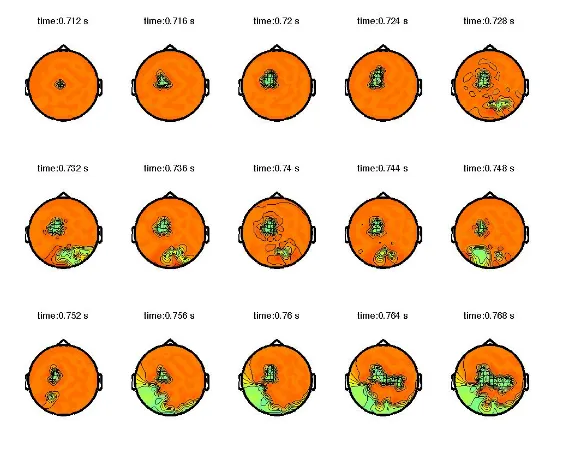 time:0.712 s time:0.716 s time:0.72 s time:0.724 s time:0.728 s
time:0.732 s time:0.736 s time:0.74 s time:0.744 s time:0.748 s
time:0.752 s time:0.756 s time:0.76 s time:0.764 s time:0.768 s